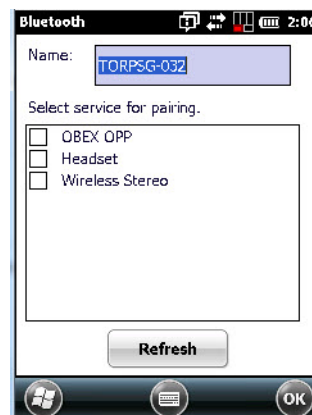 Bluetooth 2:06
Name:
TORPSG-032
Select service for pairing.
OBEX OPP
Headset
Wireless Stereo
Refresh
OK